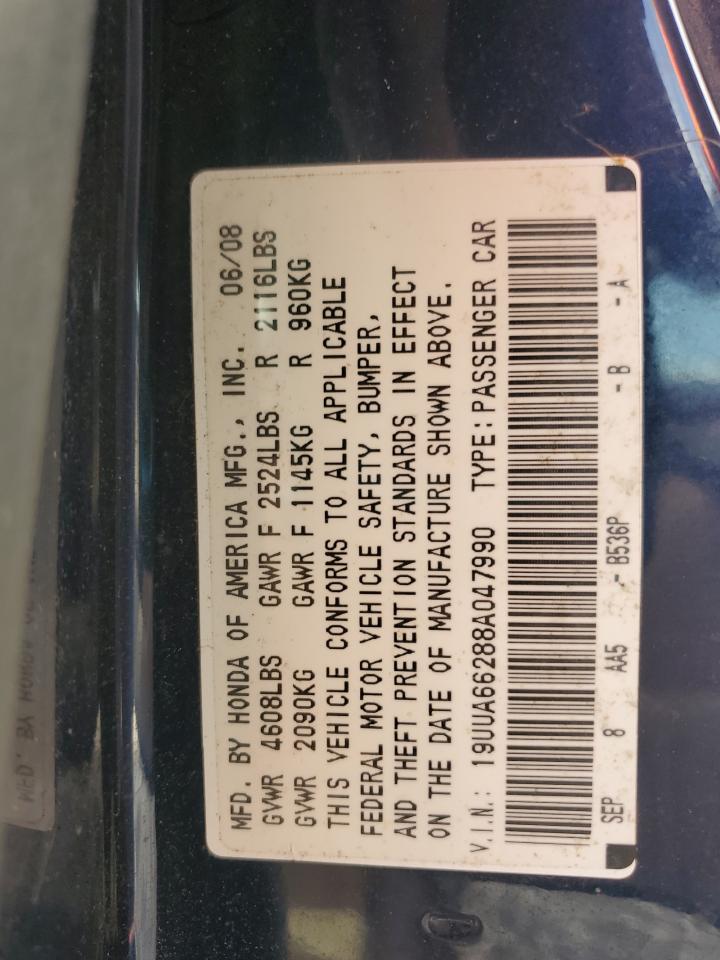 MFD. BY HONDA OF AMERICA MFG., INC. 06/08
GVWR 4608LBS GAWR F 2524LBS R 2116LBS
GVWR 2090KG GAWR F 1145KG R 960KG
THIS VEHICLE CONFORMS TO ALL APPLICABLE
FEDERAL MOTOR VEHICLE SAFETY, BUMPER,
AND THEFT PREVENTION STANDARDS IN EFFECT
ON THE DATE OF MANUFACTURE SHOWN ABOVE.
V.I.N.: 19UUA66288A047990 TYPE: PASSENGER CAR
SEP 8 AA5 - B536P - B - A